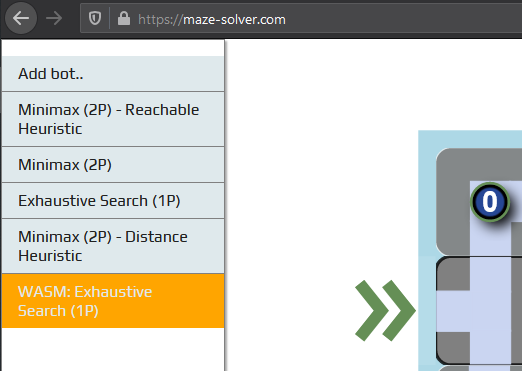 https://maze-solver.com
Add bot..
Minimax (2P) - Reachable
Heuristic
Minimax (2P)
Exhaustive Search (1P)
Minimax (2P) - Distance
Heuristic
WASM: Exhaustive
Search (1P)
0